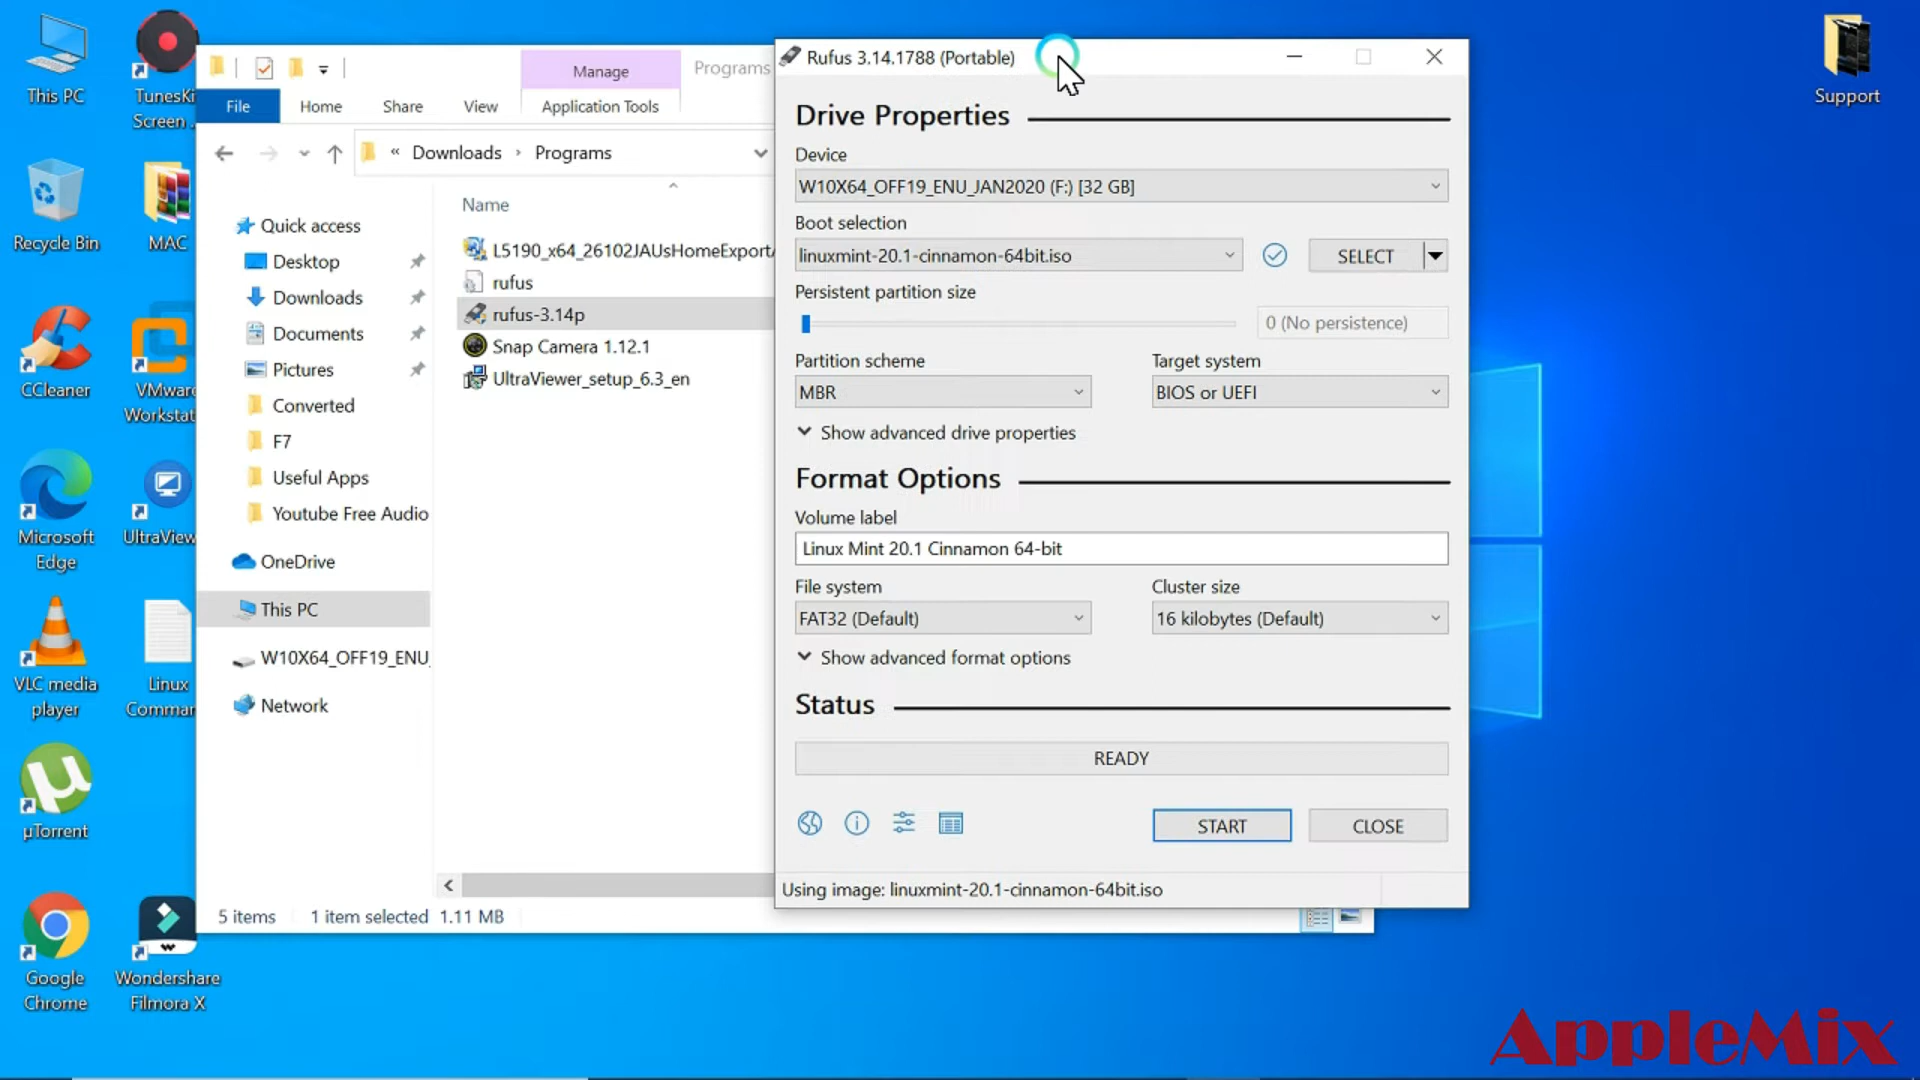 This PC
TunesKi
Screen .
Recycle Bin
MAC
CCleaner
VMware
Workstat
Microsoft
Edge
UltraView
VLC media
player
Linux
Commar
µTorrent
Google
Chrome
Wondershare
Filmora X
Support
Manage
Programs
File
Home
Share
View
Application Tools
« Downloads › Programs
Quick access
Desktop
Downloads
Documents
Pictures
Converted
F7
Useful Apps
Youtube Free Audio
OneDrive
This PC
W10X64_OFF19_ENU_
Network
Name
L5190_x64_26102JAUsHomeExportA
rufus
rufus-3.14p
Snap Camera 1.12.1
UltraViewer_setup_6.3_en
5 items
1 item selected 1.11 MB
Rufus 3.14.1788 (Portable)
Drive Properties
Device
W10X64_OFF19_ENU_JAN2020 (F:) [32 GB]
Boot selection
linuxmint-20.1-cinnamon-64bit.iso
SELECT
Persistent partition size
0 (No persistence)
Partition scheme
Target system
MBR
BIOS or UEFI
Show advanced drive properties
Format Options
Volume label
Linux Mint 20.1 Cinnamon 64-bit
File system
Cluster size
FAT32 (Default)
16 kilobytes (Default)
Show advanced format options
Status
READY
START
CLOSE
Using image: linuxmint-20.1-cinnamon-64bit.iso
AppleMix